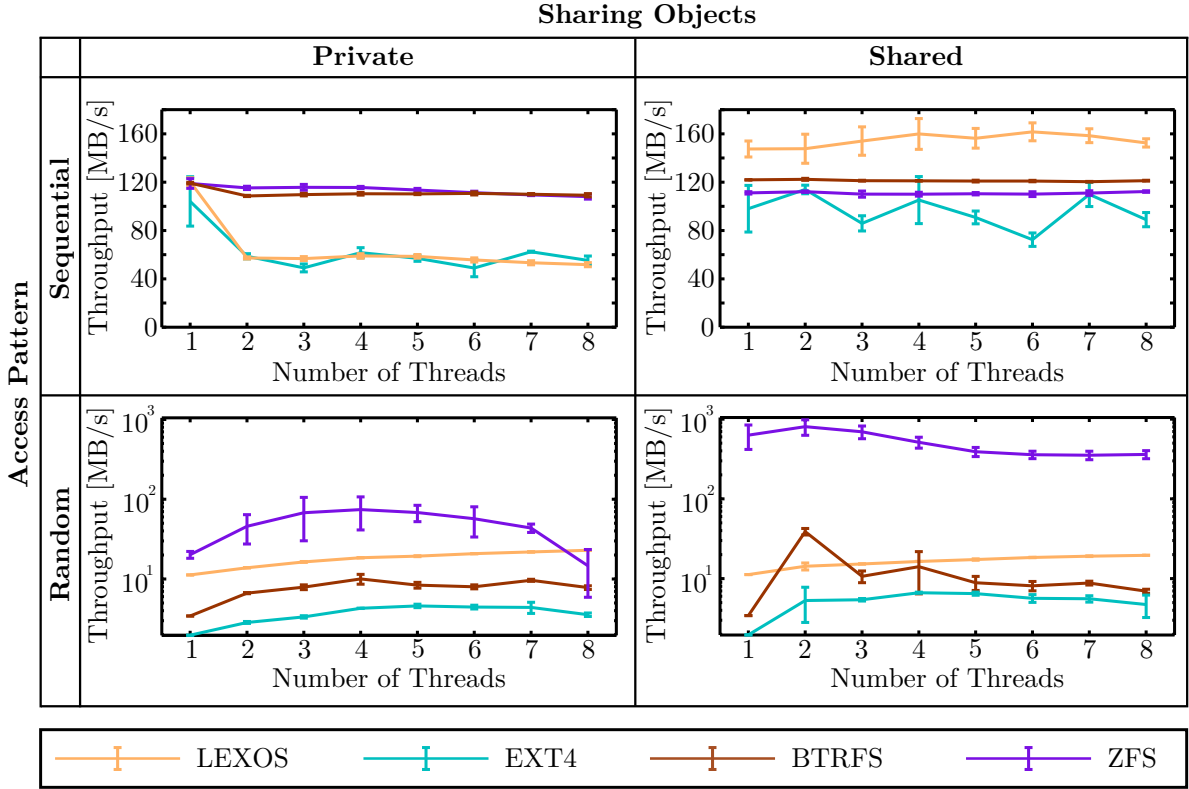 Sharing Objects
Private Shared
Access Pattern
Sequential
Throughput [MB/s]
160
120
80
40
0
1 2 3 4 5 6 7 8
Number of Threads
Throughput [MB/s]
160
120
80
40
0
1 2 3 4 5 6 7 8
Number of Threads
Random
Throughput [MB/s]
10³
10²
10¹
1 2 3 4 5 6 7 8
Number of Threads
Throughput [MB/s]
10³
10²
10¹
1 2 3 4 5 6 7 8
Number of Threads
LEXOS EXT4 BTRFS ZFS